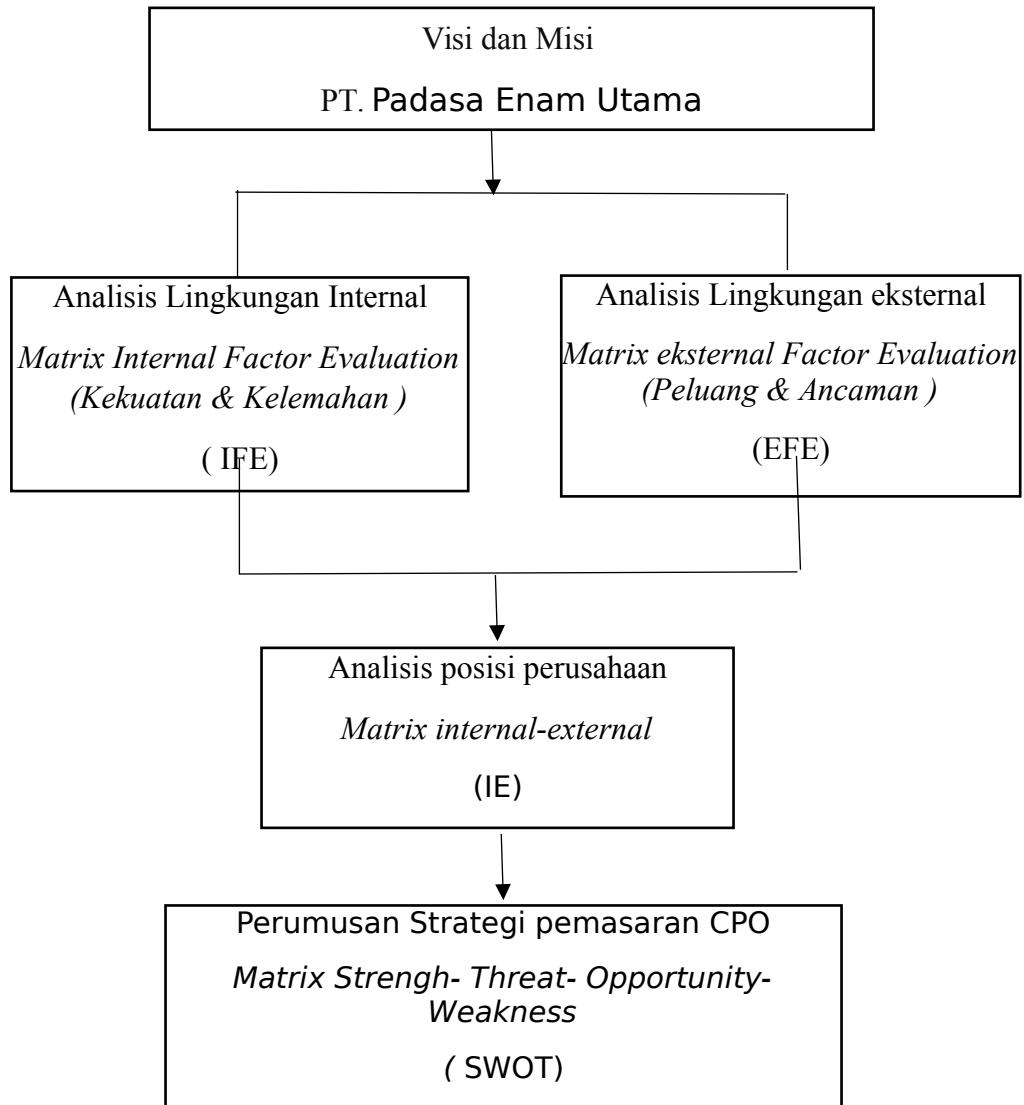 Visi dan Misi
PT. Padasa Enam Utama
Analisis Lingkungan Internal
Matrix Internal Factor Evaluation
(Kekuatan & Kelemahan )
( IFE)
Analisis Lingkungan eksternal
Matrix eksternal Factor Evaluation
(Peluang & Ancaman )
(EFE)
Analisis posisi perusahaan
Matrix internal-external
(IE)
Perumusan Strategi pemasaran CPO
Matrix Strengh- Threat- Opportunity-
Weakness
( SWOT)